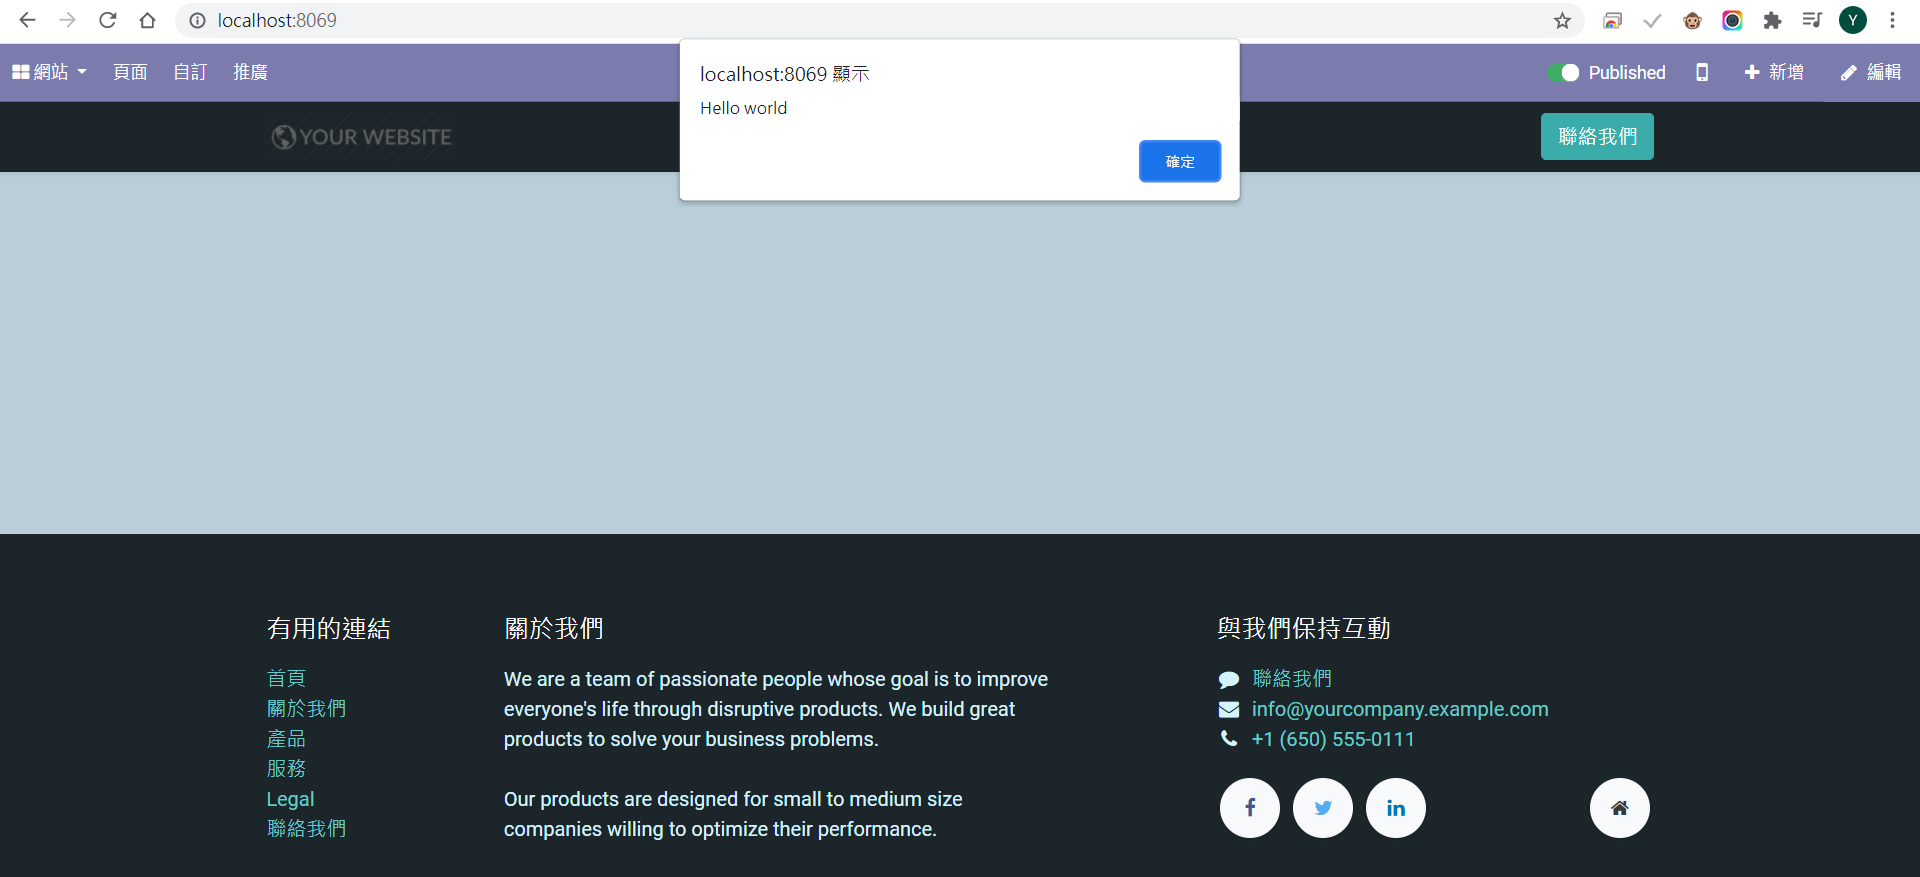 localhost:8069
Y
網站
頁面
自訂
推廣
Published
新增
編輯
localhost:8069 顯示
Hello world
確定
YOUR WEBSITE
聯絡我們
有用的連結
首頁
關於我們
產品
服務
Legal
聯絡我們
關於我們
We are a team of passionate people whose goal is to improve
everyone's life through disruptive products. We build great
products to solve your business problems.
Our products are designed for small to medium size
companies willing to optimize their performance.
與我們保持互動
聯絡我們
info@yourcompany.example.com
+1 (650) 555-0111